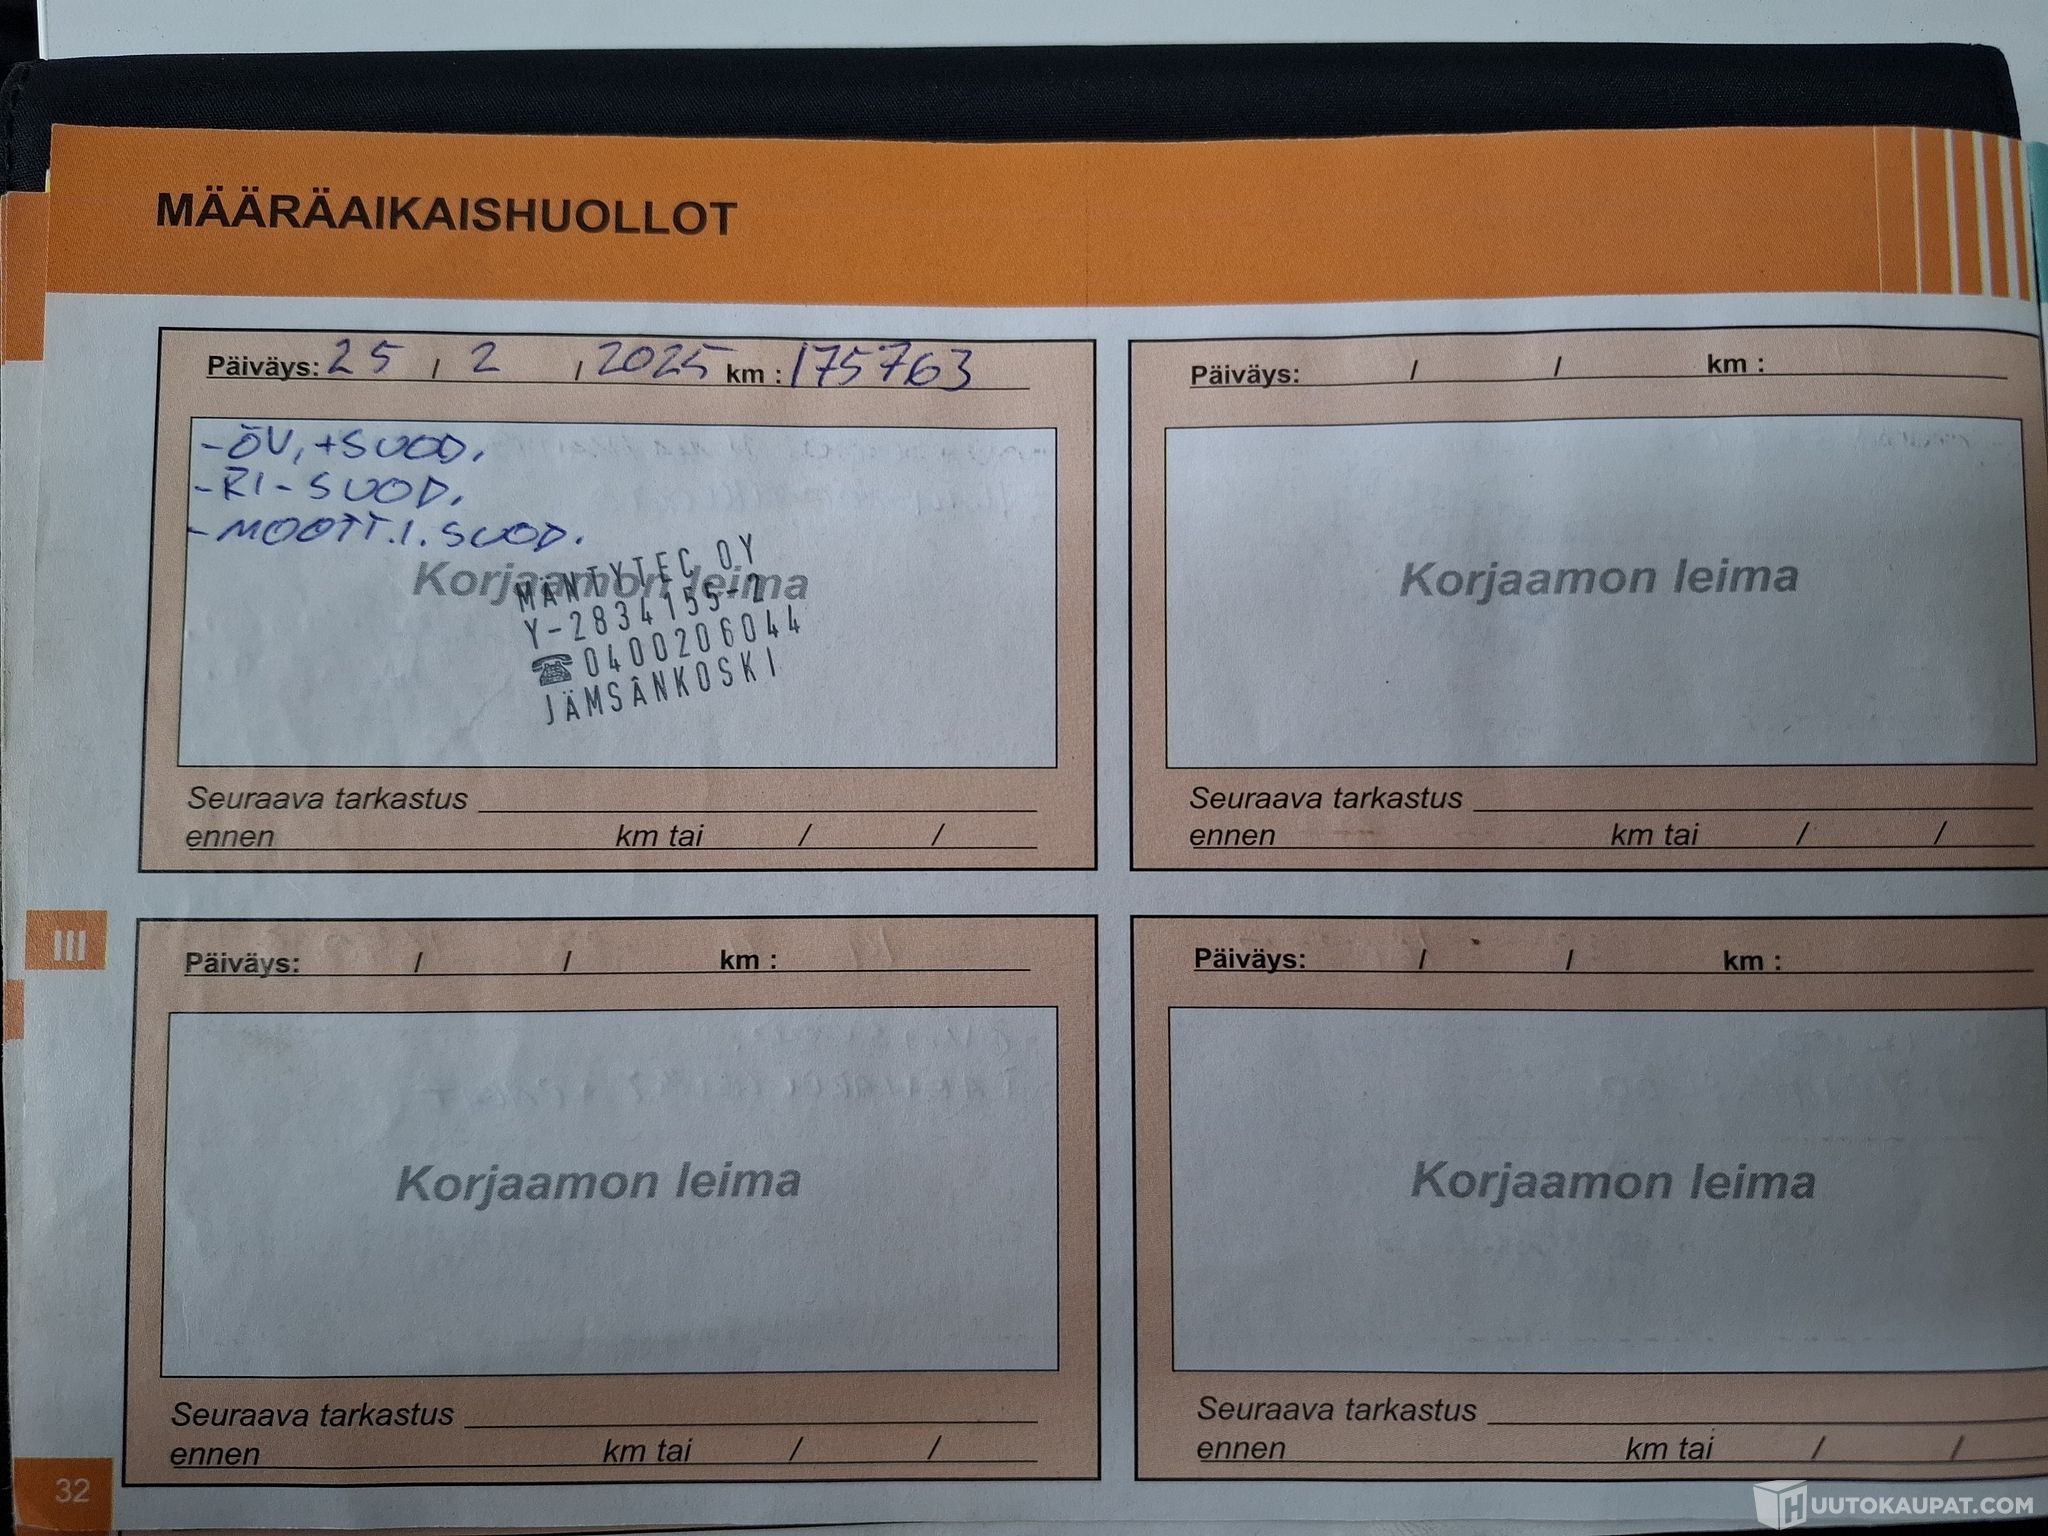 MÄÄRÄAIKAISHUOLLOT
Päiväys: 25 / 2 / 2025 km : 175763
- ÖV, +SUOD.
- RI-SUOD.
- MOOTT.I.SUOD.
Korjaamon leima
MÄNTYTEC OY
Y-2834155-2
☎ 0400206044
JÄMSÄNKOSKI
Seuraava tarkastus
ennen km tai / /
Päiväys: / / km :
Korjaamon leima
Seuraava tarkastus
ennen km tai / /
III
Päiväys: / / km :
Korjaamon leima
Seuraava tarkastus
ennen km tai / /
Päiväys: / / km :
Korjaamon leima
Seuraava tarkastus
ennen km tai / /
32
HUUTOKAUPAT.COM